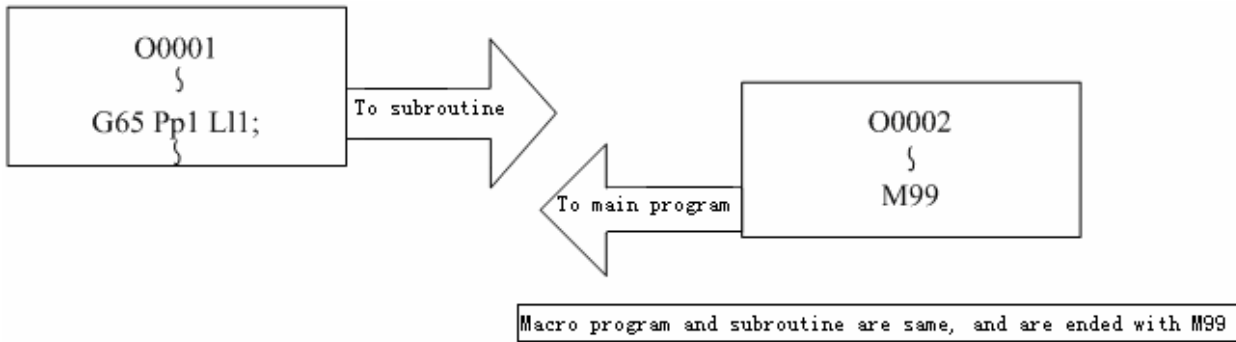 O0001
G65 Pp1 Ll1;
To subroutine
O0002
M99
To main program
Macro program and subroutine are same, and are ended with M99